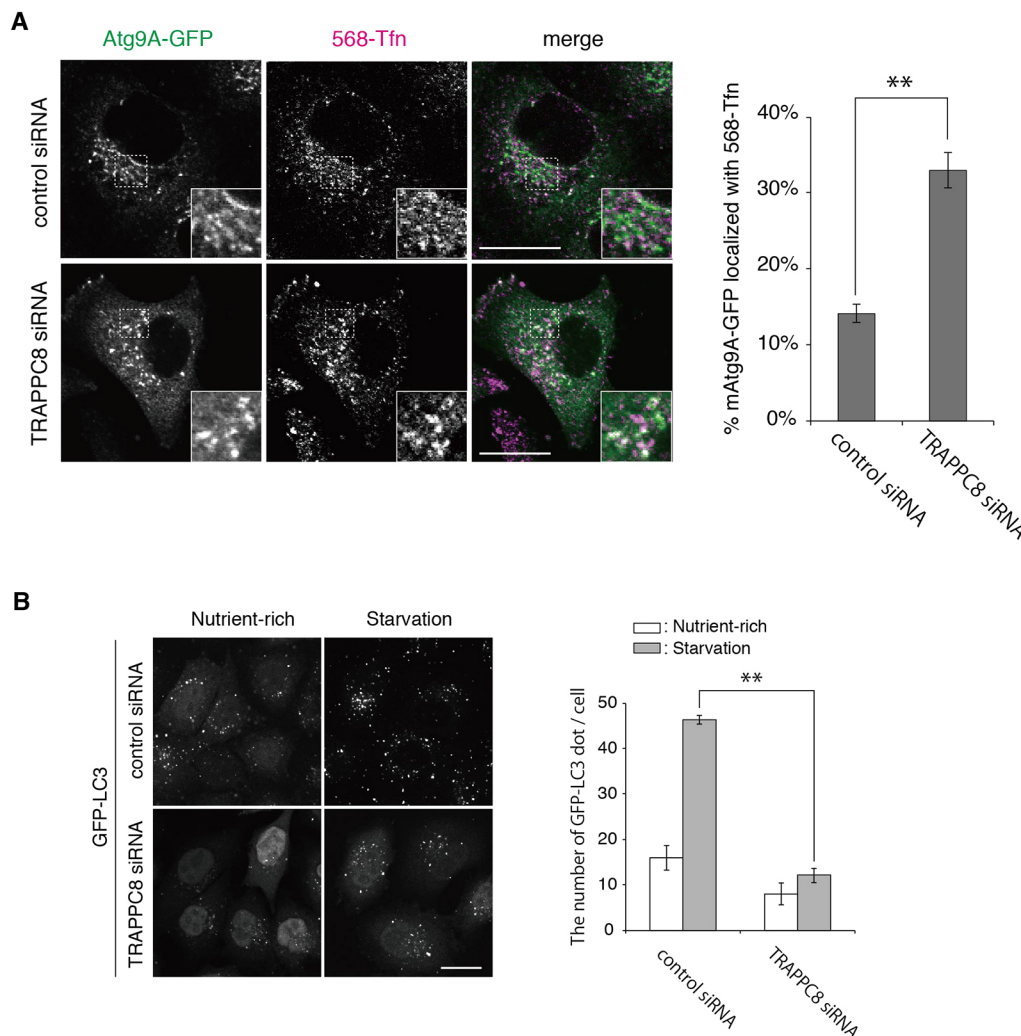 A
Atg9A-GFP
568-Tfn
merge
control siRNA
TRAPPC8 siRNA
% mAtg9A-GFP localized with 568-Tfn
**
40%
30%
20%
10%
0%
control siRNA
TRAPPC8 siRNA
B
Nutrient-rich
Starvation
GFP-LC3
control siRNA
TRAPPC8 siRNA
: Nutrient-rich
: Starvation
**
The number of GFP-LC3 dot / cell
50
40
30
20
10
0
control siRNA
TRAPPC8 siRNA